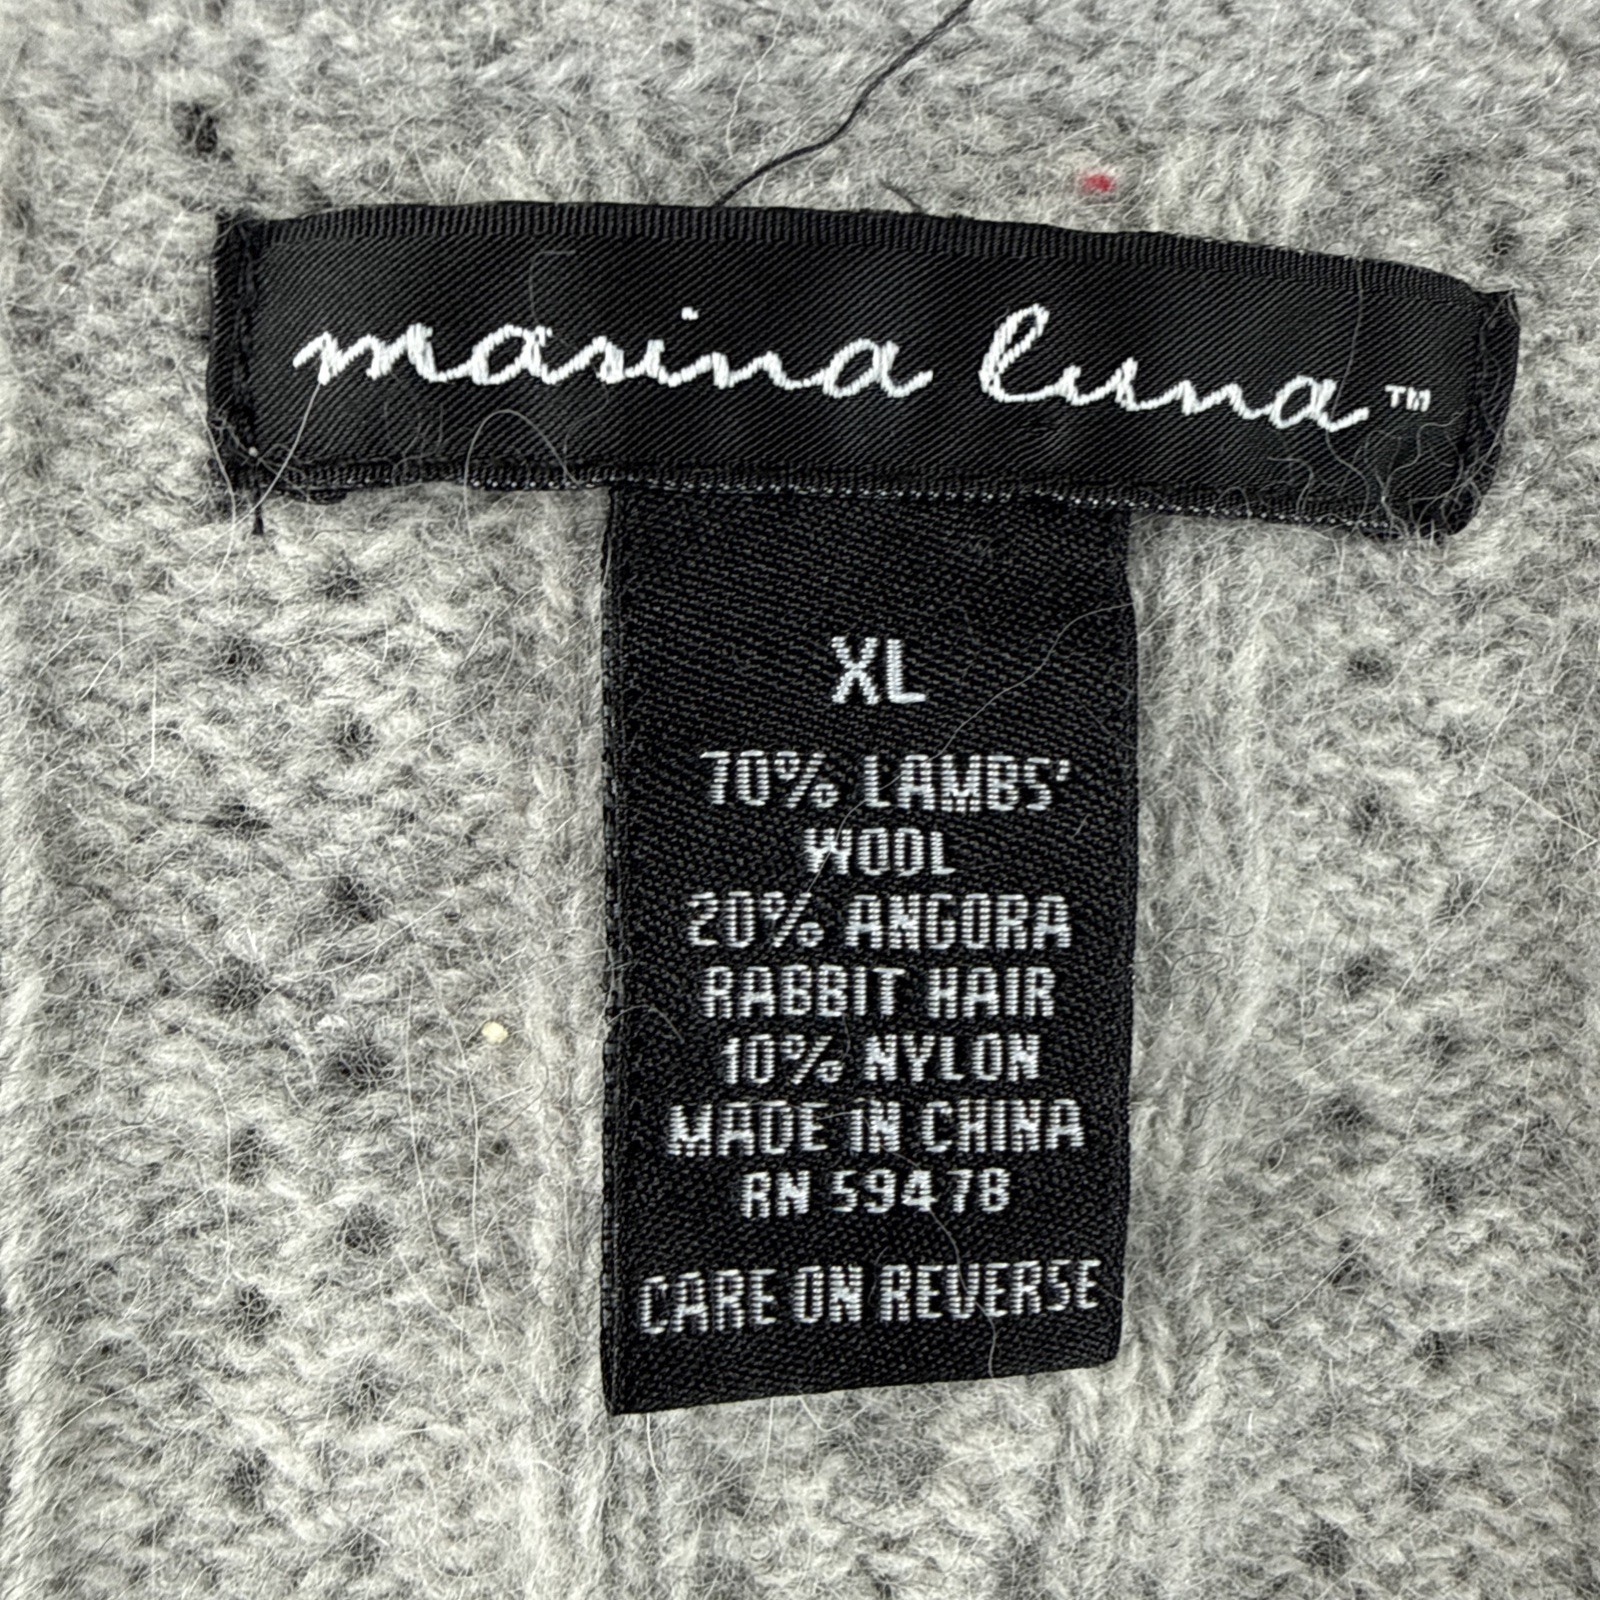 marina luna™
XL
70% LAMBS'
WOOL
20% ANGORA
RABBIT HAIR
10% NYLON
MADE IN CHINA
RN 59478
CARE ON REVERSE